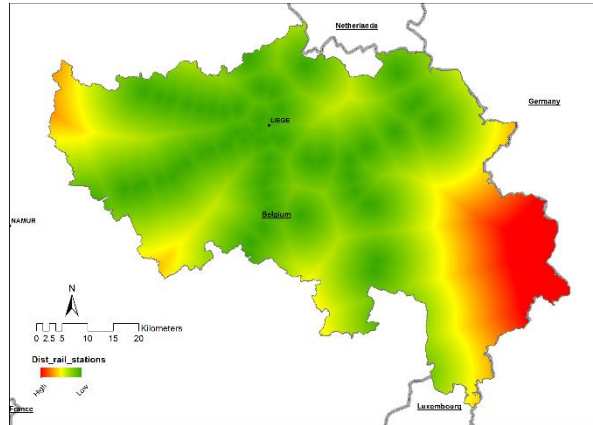 Netherlands
Germany
LIEGE
NAMUR
Belgium
N
0 2.5 5 10 15 20
Kilometers
Dist_rail_stations
High Low
France
Luxembourg